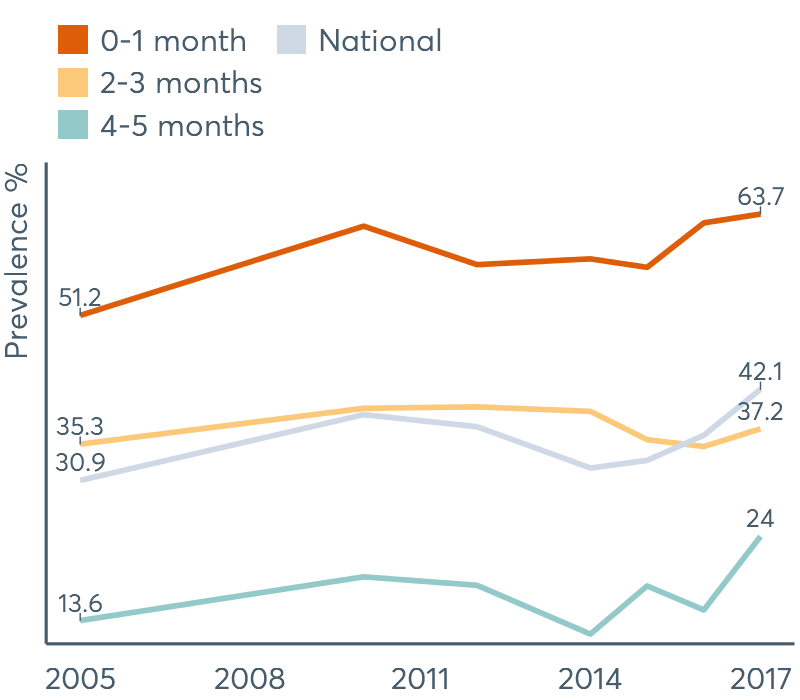 0-1 month
National
2-3 months
4-5 months
Prevalence %
63.7
51.2
42.1
37.2
35.3
30.9
24
13.6
2005 2008 2011 2014 2017